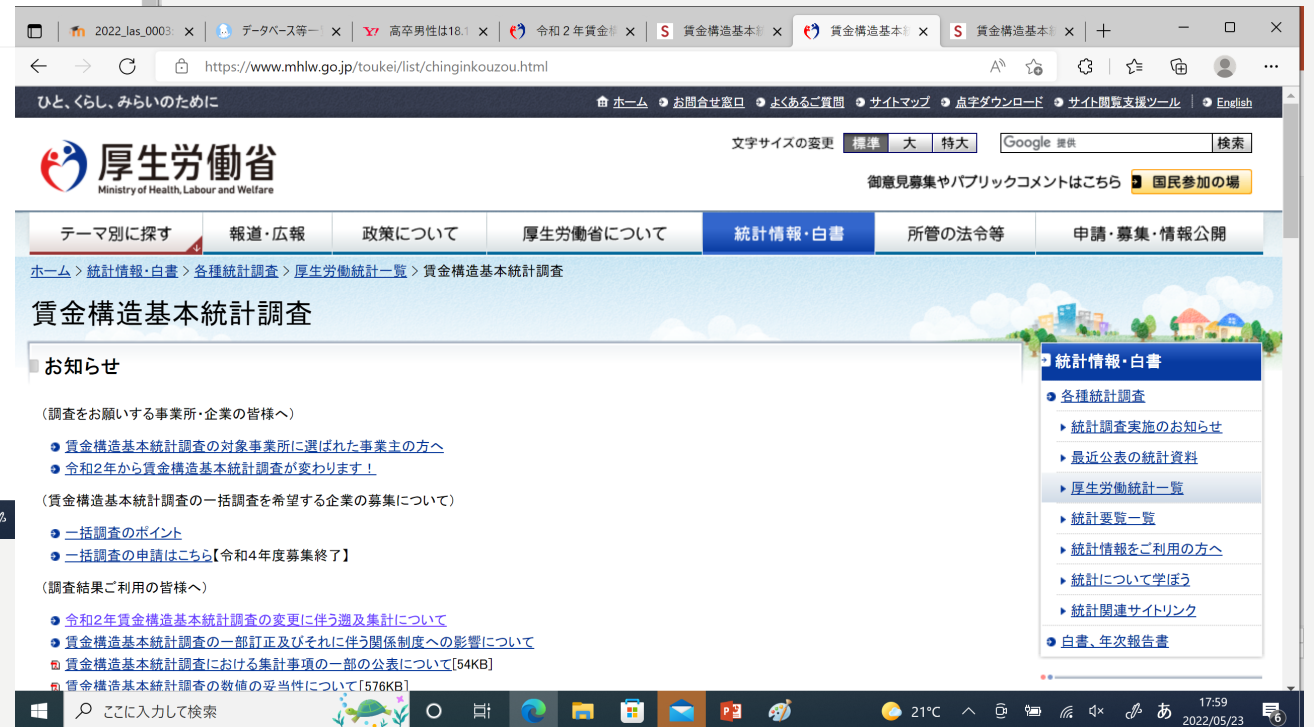 2022_las_0003
データベース等一
高卒男性は18.1
令和２年賃金
賃金構造基本
賃金構造基本
賃金構造基本
https://www.mhlw.go.jp/toukei/list/chinginkouzou.html
ひと、くらし、みらいのために
ホーム お問合せ窓口 よくあるご質問 サイトマップ 点字ダウンロード サイト閲覧支援ツール English
厚生労働省
Ministry of Health, Labour and Welfare
文字サイズの変更 標準 大 特大 Google 提供 検索
御意見募集やパブリックコメントはこちら 国民参加の場
テーマ別に探す 報道・広報 政策について 厚生労働省について 統計情報・白書 所管の法令等 申請・募集・情報公開
ホーム > 統計情報・白書 > 各種統計調査 > 厚生労働統計一覧 > 賃金構造基本統計調査
賃金構造基本統計調査
お知らせ
（調査をお願いする事業所・企業の皆様へ）
賃金構造基本統計調査の対象事業所に選ばれた事業主の方へ
令和２年から賃金構造基本統計調査が変わります！
（賃金構造基本統計調査の一括調査を希望する企業の募集について）
一括調査のポイント
一括調査の申請はこちら【令和４年度募集終了】
（調査結果ご利用の皆様へ）
令和２年賃金構造基本統計調査の変更に伴う遡及集計について
賃金構造基本統計調査の一部訂正及びそれに伴う関係制度への影響について
賃金構造基本統計調査における集計事項の一部の公表について[54KB]
賃金構造基本統計調査の数値の妥当性について[576KB]
統計情報・白書
各種統計調査
統計調査実施のお知らせ
最近公表の統計資料
厚生労働統計一覧
統計要覧一覧
統計情報をご利用の方へ
統計について学ぼう
統計関連サイトリンク
白書、年次報告書
ここに入力して検索
21℃
あ
17:59
2022/05/23
6